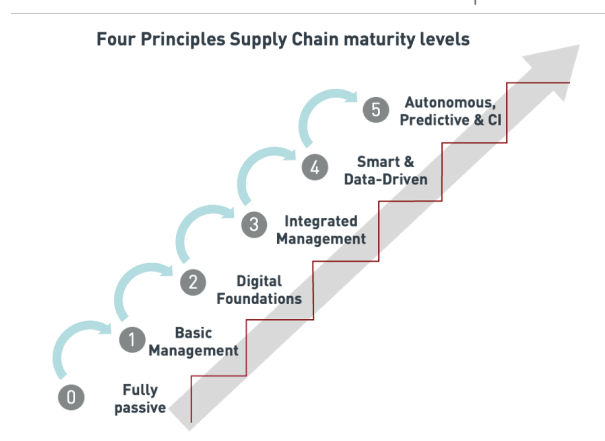 Four Principles Supply Chain maturity levels
5
Autonomous,
Predictive & CI
4
Smart &
Data-Driven
3
Integrated
Management
2
Digital
Foundations
1
Basic
Management
0
Fully
passive